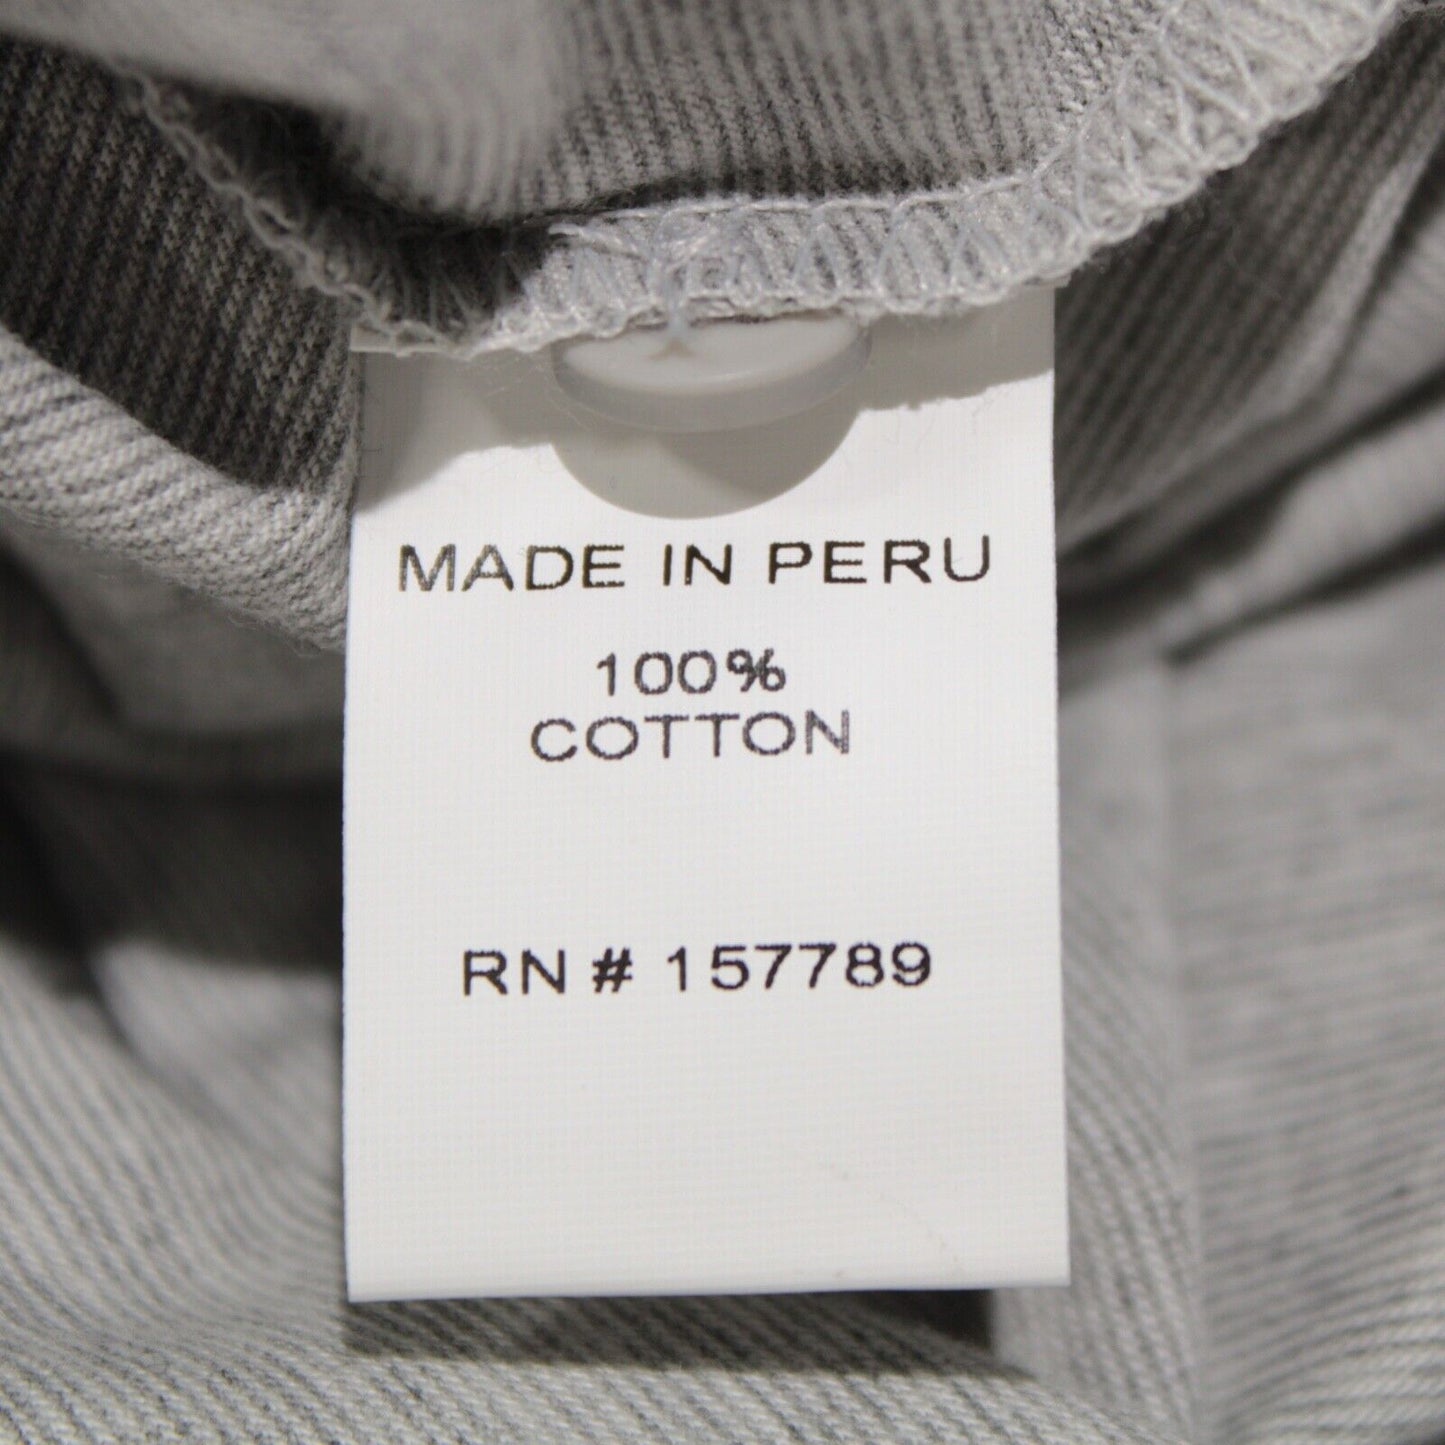 MADE IN PERU
100%
COTTON
RN # 157789